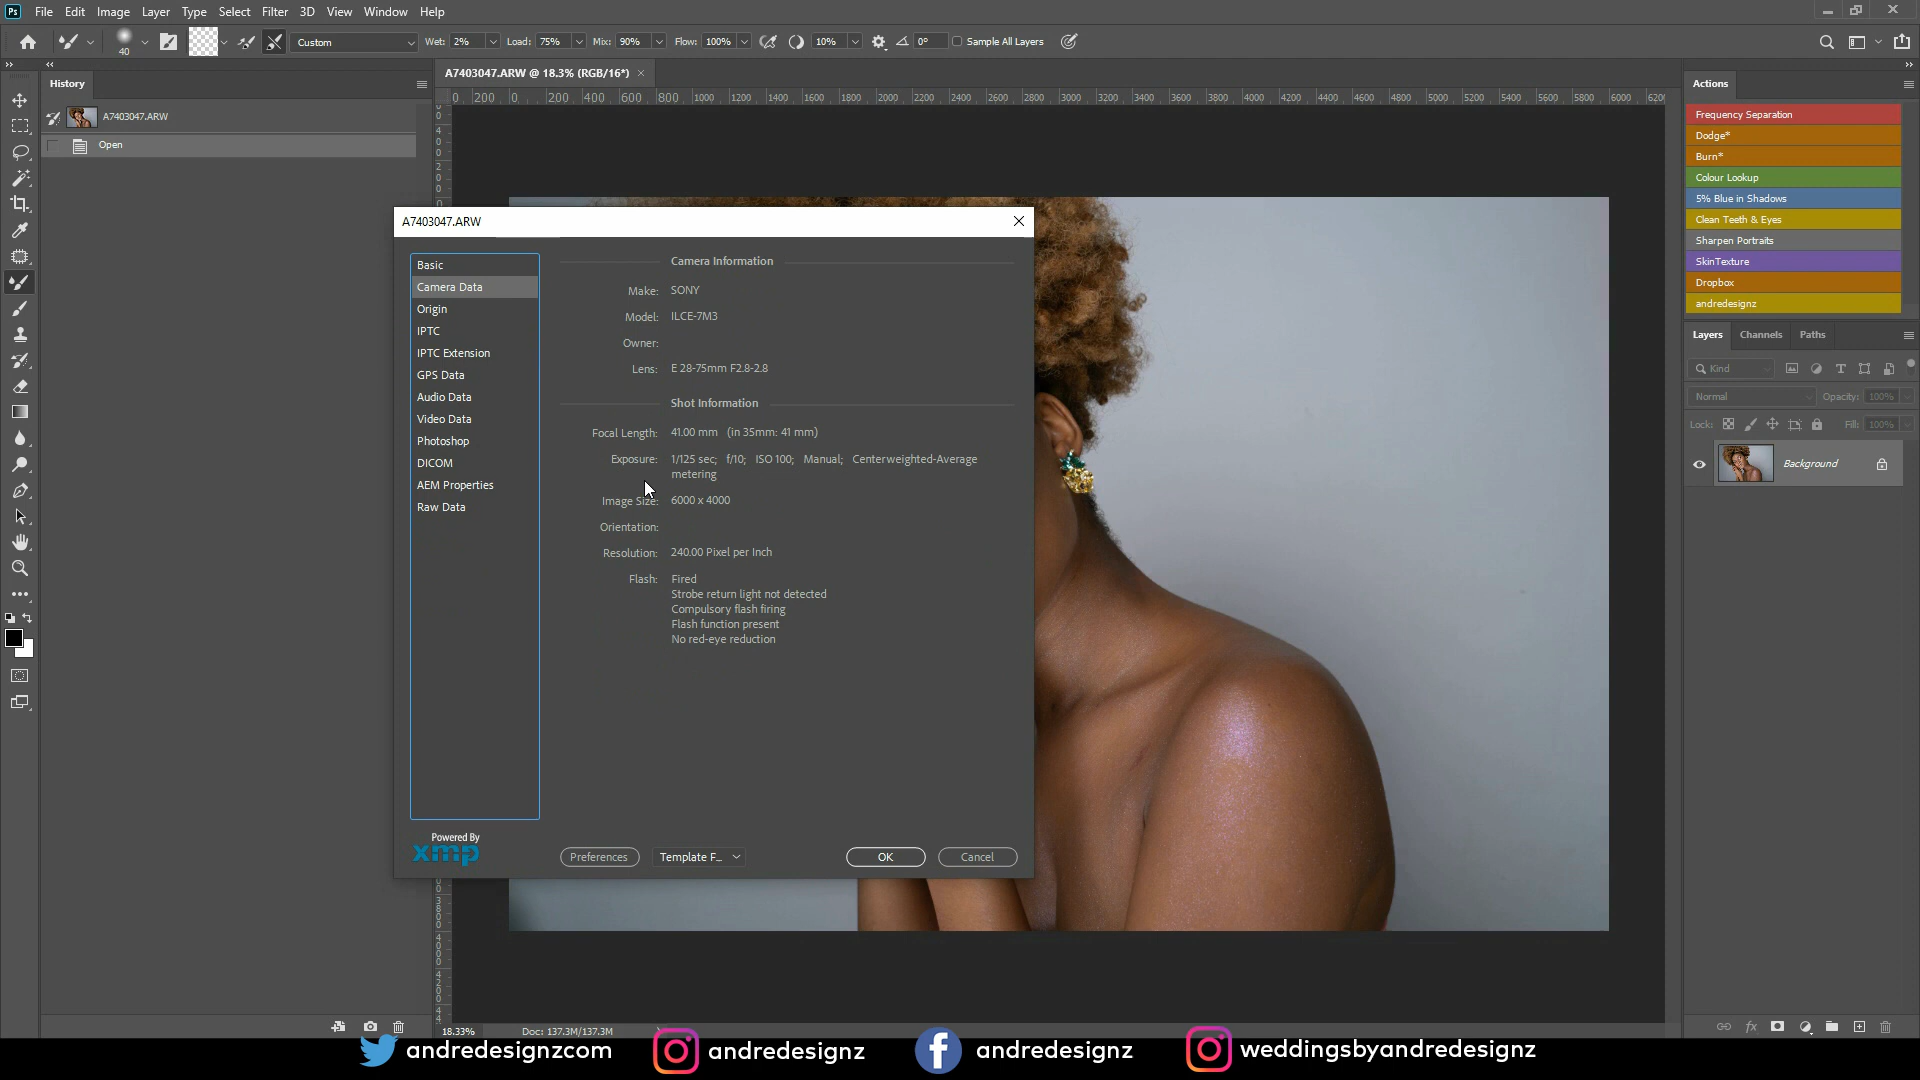 Ps File Edit Image Layer Type Select Filter 3D View Window Help
40 Custom Wet: 2% Load: 75% Mix: 90% Flow: 100% 10% 0° Sample All Layers
History
A7403047.ARW
Open
A7403047.ARW @ 18.3% (RGB/16*) ×
0 200 0 200 400 600 800 1000 1200 1400 1600 1800 2000 2200 2400 2600 2800 3000 3200 3400 3600 3800 4000 4200 4400 4600 4800 5000 5200 5400 5600 5800 6000
A7403047.ARW
Basic
Camera Data
Origin
IPTC
IPTC Extension
GPS Data
Audio Data
Video Data
Photoshop
DICOM
AEM Properties
Raw Data
Camera Information
Make: SONY
Model: ILCE-7M3
Owner:
Lens: E 28-75mm F2.8-2.8
Shot Information
Focal Length: 41.00 mm (in 35mm: 41 mm)
Exposure: 1/125 sec; f/10; ISO 100; Manual; Centerweighted-Average
metering
Image Size: 6000 x 4000
Orientation:
Resolution: 240.00 Pixel per Inch
Flash: Fired
Strobe return light not detected
Compulsory flash firing
Flash function present
No red-eye reduction
Powered By
xmp
Preferences Template F... OK Cancel
Actions
Frequency Separation
Dodge*
Burn*
Colour Lookup
5% Blue in Shadows
Clean Teeth & Eyes
Sharpen Portraits
SkinTexture
Dropbox
andredesignz
Layers Channels Paths
Kind
Normal Opacity: 100%
Lock: Fill: 100%
Background
18.33% Doc: 137.3M/137.3M
andredesignzcom andredesignz andredesignz weddingsbyandredesignz